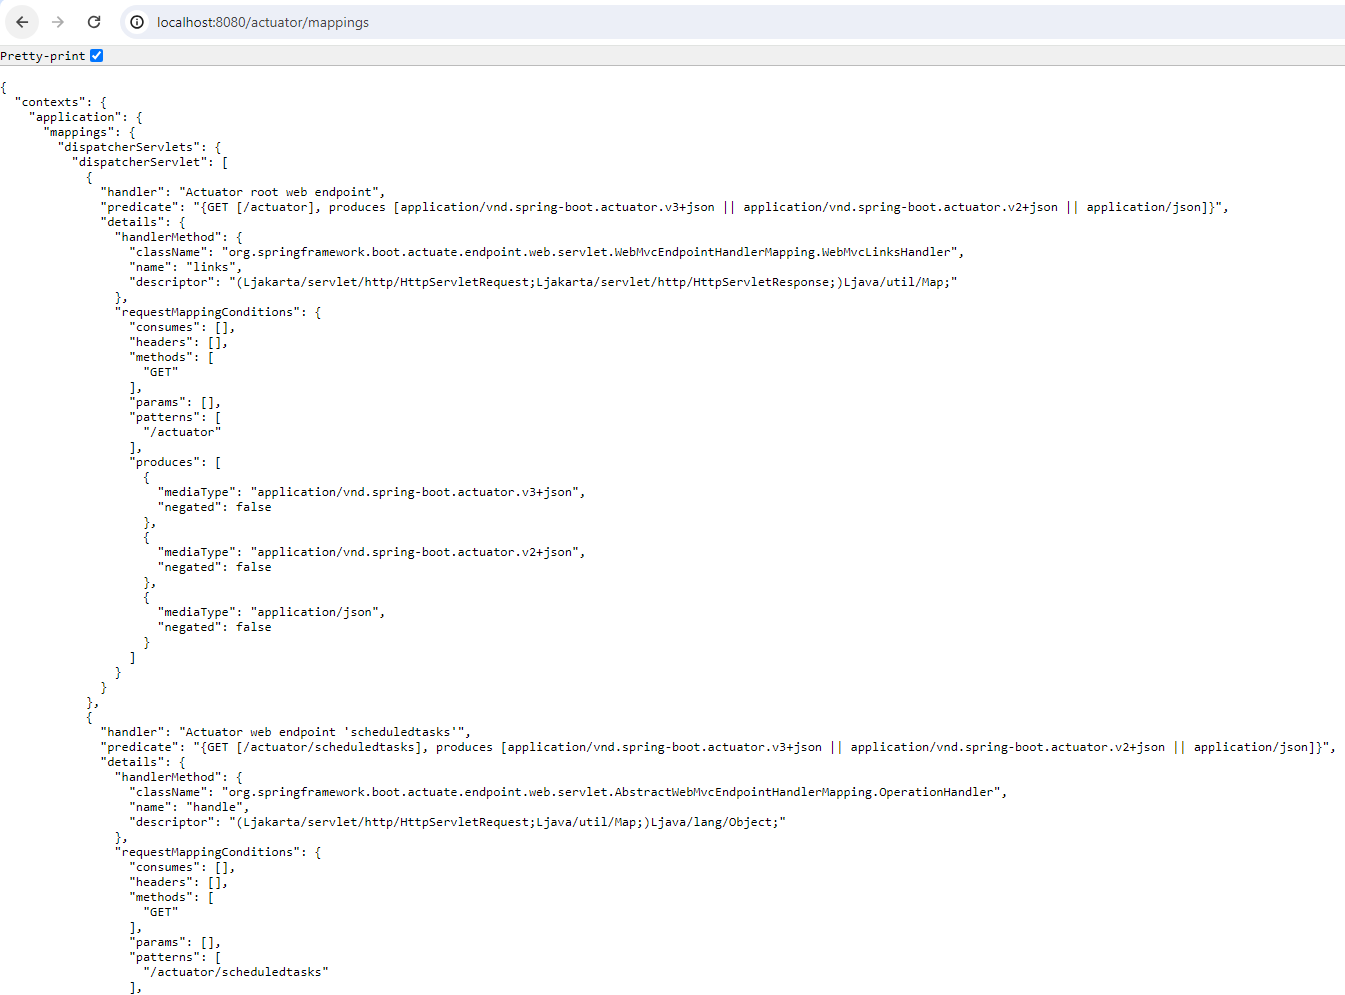 localhost:8080/actuator/mappings
Pretty-print
{
  "contexts": {
    "application": {
      "mappings": {
        "dispatcherServlets": {
          "dispatcherServlet": [
            {
              "handler": "Actuator root web endpoint",
              "predicate": "{GET [/actuator], produces [application/vnd.spring-boot.actuator.v3+json || application/vnd.spring-boot.actuator.v2+json || application/json]}",
              "details": {
                "handlerMethod": {
                  "className": "org.springframework.boot.actuate.endpoint.web.servlet.WebMvcEndpointHandlerMapping.WebMvcLinksHandler",
                  "name": "links",
                  "descriptor": "(Ljakarta/servlet/http/HttpServletRequest;Ljakarta/servlet/http/HttpServletResponse;)Ljava/util/Map;"
                },
                "requestMappingConditions": {
                  "consumes": [],
                  "headers": [],
                  "methods": [
                    "GET"
                  ],
                  "params": [],
                  "patterns": [
                    "/actuator"
                  ],
                  "produces": [
                    {
                      "mediaType": "application/vnd.spring-boot.actuator.v3+json",
                      "negated": false
                    },
                    {
                      "mediaType": "application/vnd.spring-boot.actuator.v2+json",
                      "negated": false
                    },
                    {
                      "mediaType": "application/json",
                      "negated": false
                    }
                  ]
                }
              }
            },
            {
              "handler": "Actuator web endpoint 'scheduledtasks'",
              "predicate": "{GET [/actuator/scheduledtasks], produces [application/vnd.spring-boot.actuator.v3+json || application/vnd.spring-boot.actuator.v2+json || application/json]}",
              "details": {
                "handlerMethod": {
                  "className": "org.springframework.boot.actuate.endpoint.web.servlet.AbstractWebMvcEndpointHandlerMapping.OperationHandler",
                  "name": "handle",
                  "descriptor": "(Ljakarta/servlet/http/HttpServletRequest;Ljava/util/Map;)Ljava/lang/Object;"
                },
                "requestMappingConditions": {
                  "consumes": [],
                  "headers": [],
                  "methods": [
                    "GET"
                  ],
                  "params": [],
                  "patterns": [
                    "/actuator/scheduledtasks"
                  ],